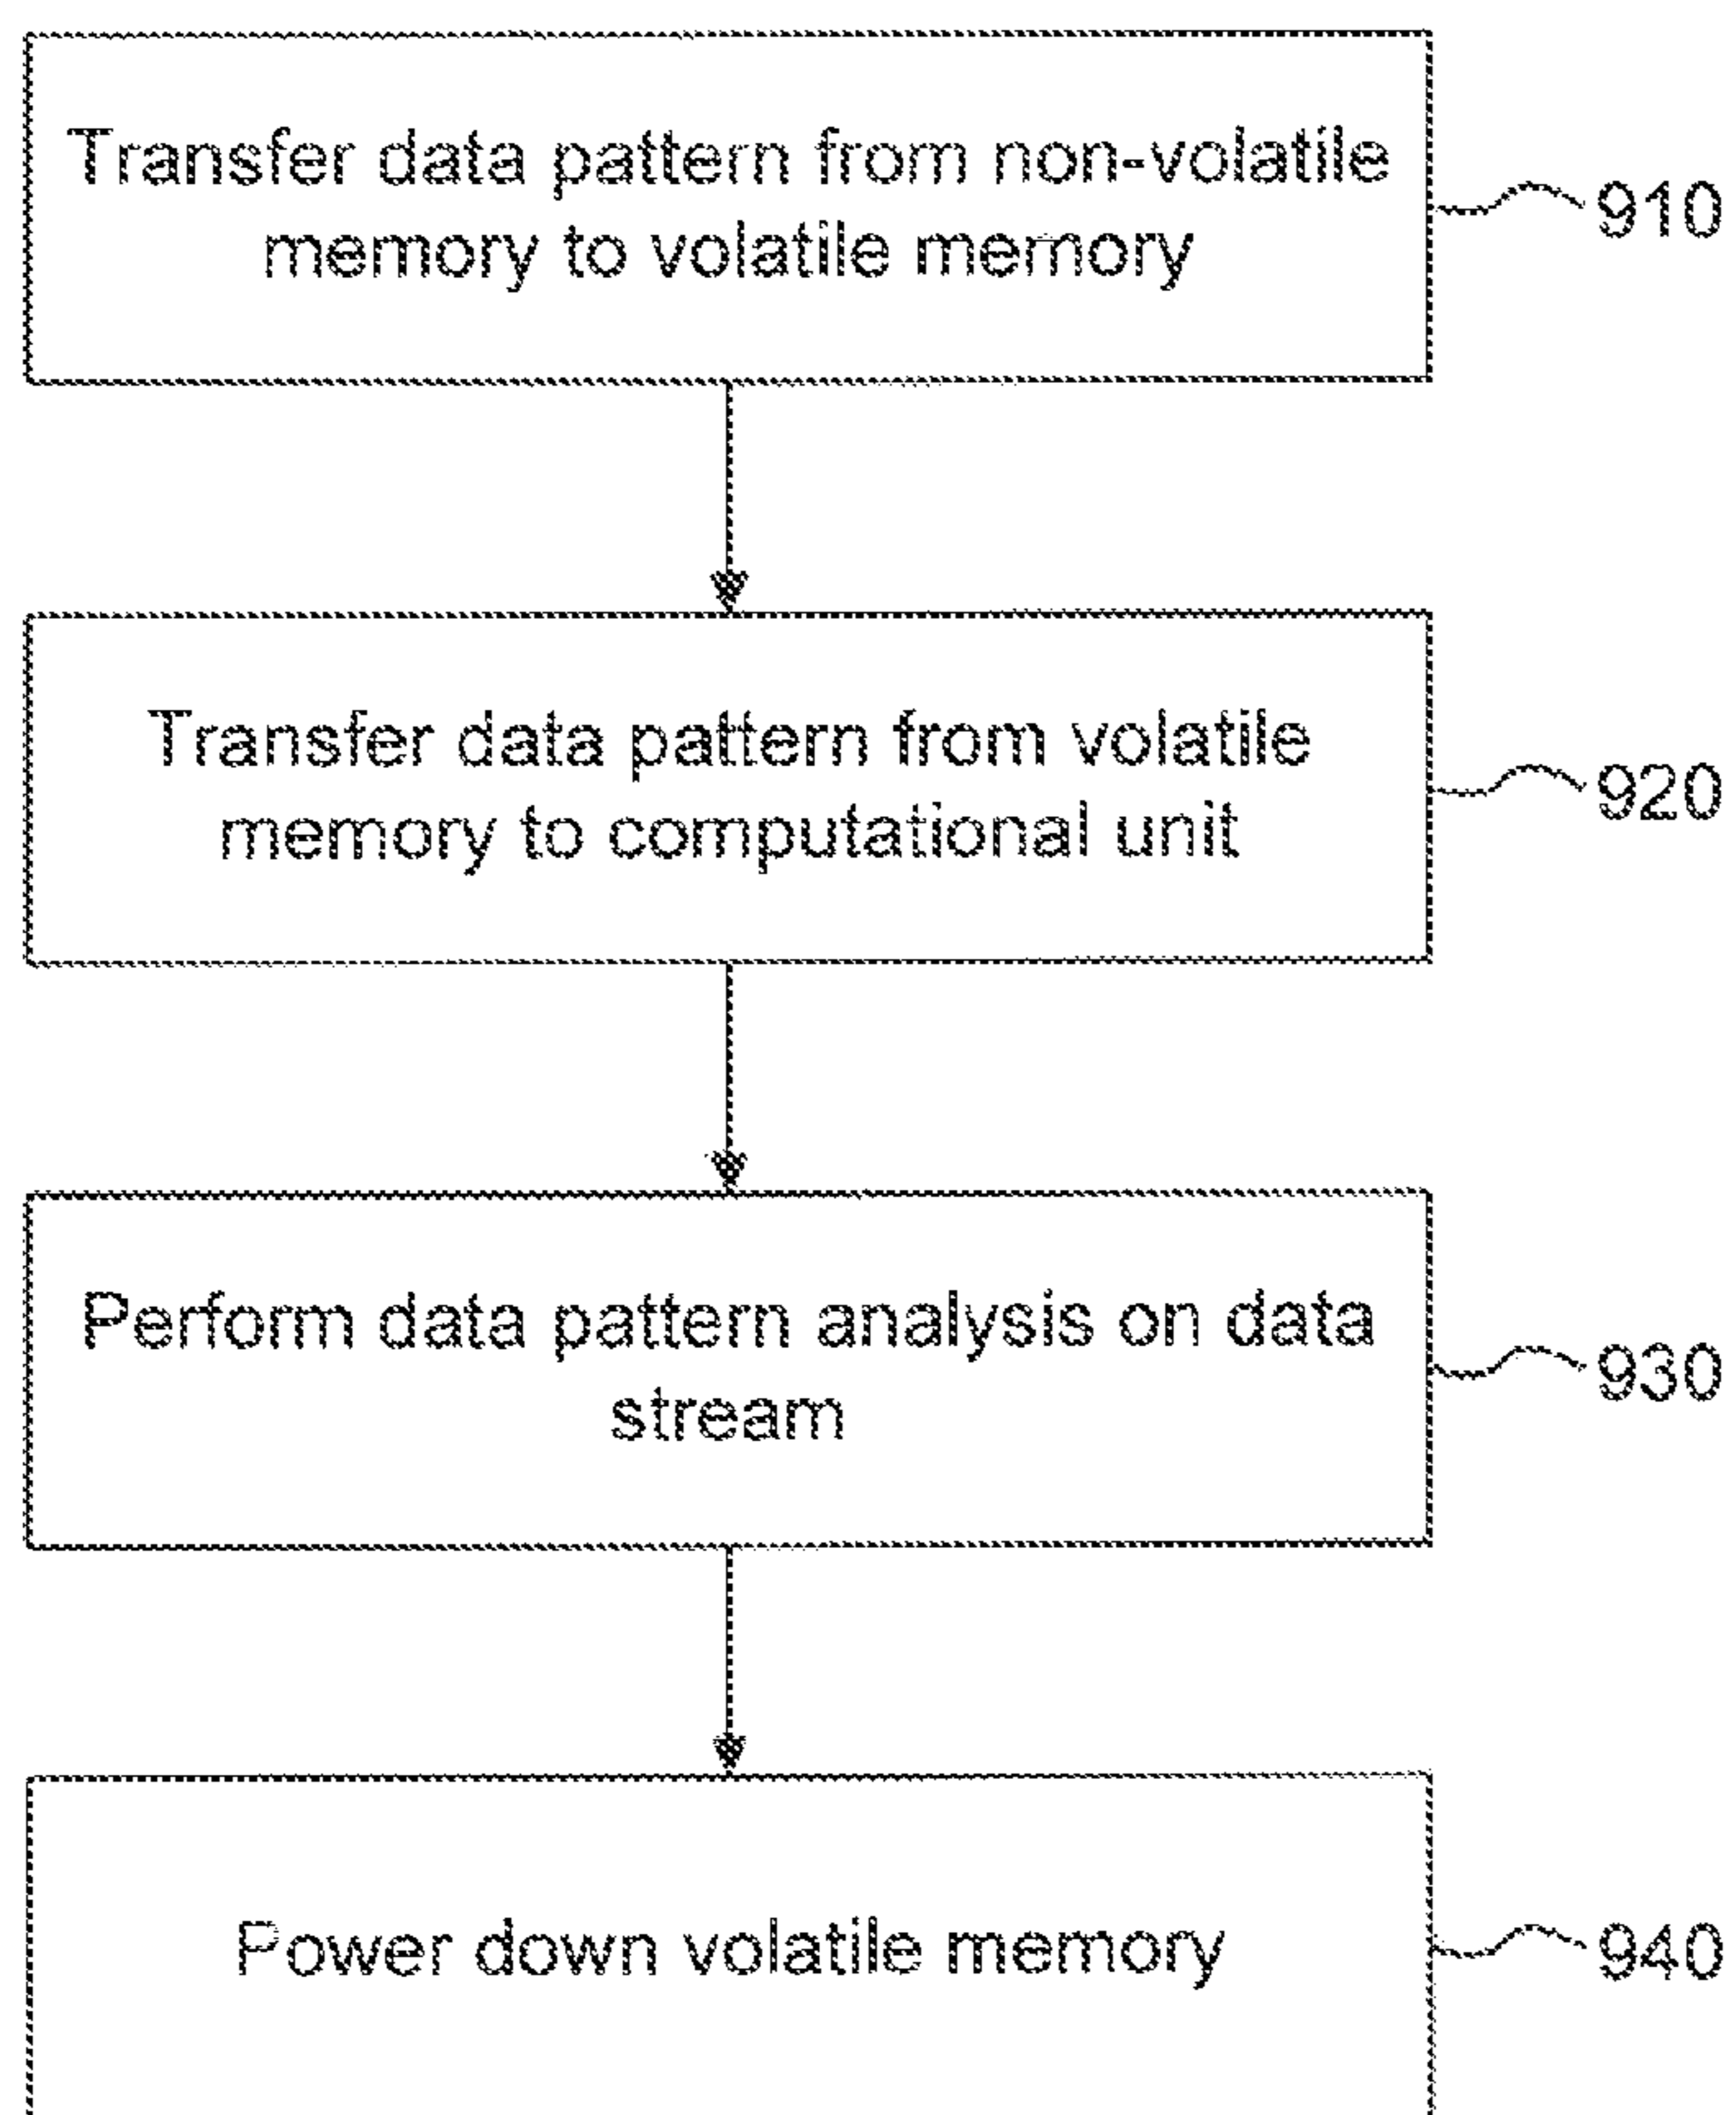 Transfer data pattern from non-volatile
memory to volatile memory
910
Transfer data pattern from volatile
memory to computational unit
920
Perform data pattern analysis on data
stream
930
Power down volatile memory
940